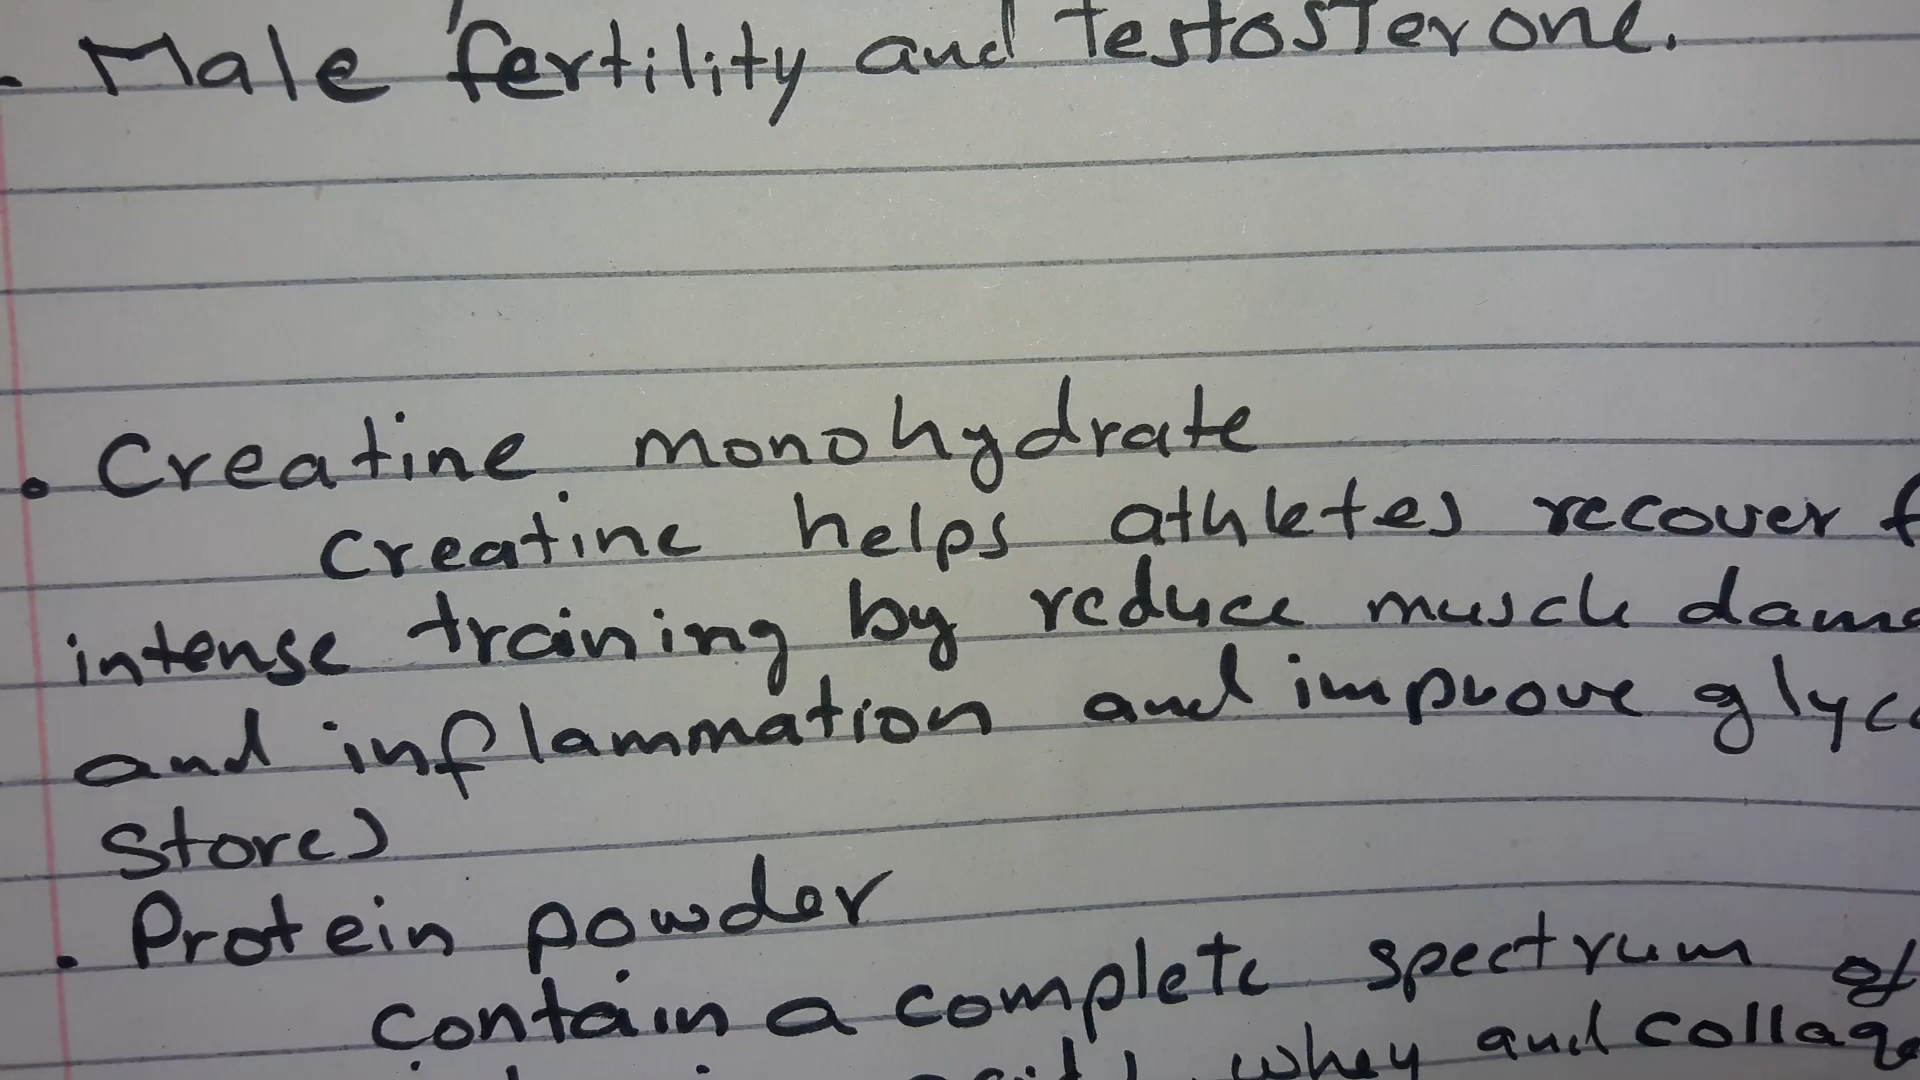 - Male fertility and testosterone.
• Creatine monohydrate
creatine helps athletes recover
intense training by reduce muscle
and inflammation and improve
stores
• Protein powder
contain a complete spectrum of
whey and